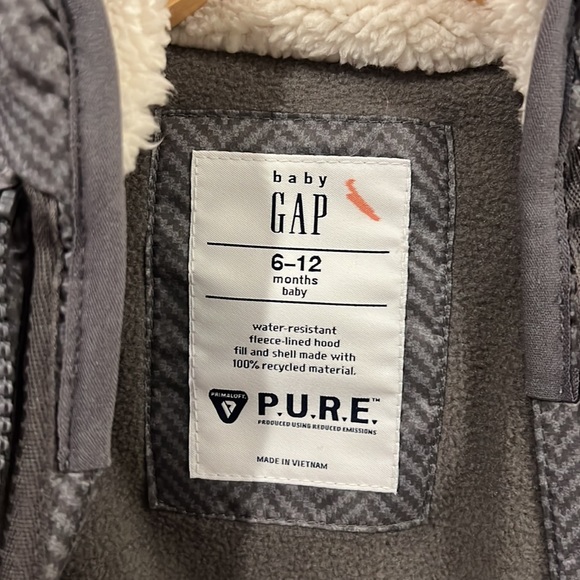 baby
GAP
6–12
months
baby
water-resistant
fleece-lined hood
fill and shell made with
100% recycled material.
PRIMALOFT.
P.U.R.E.™
PRODUCED USING REDUCED EMISSIONS
MADE IN VIETNAM